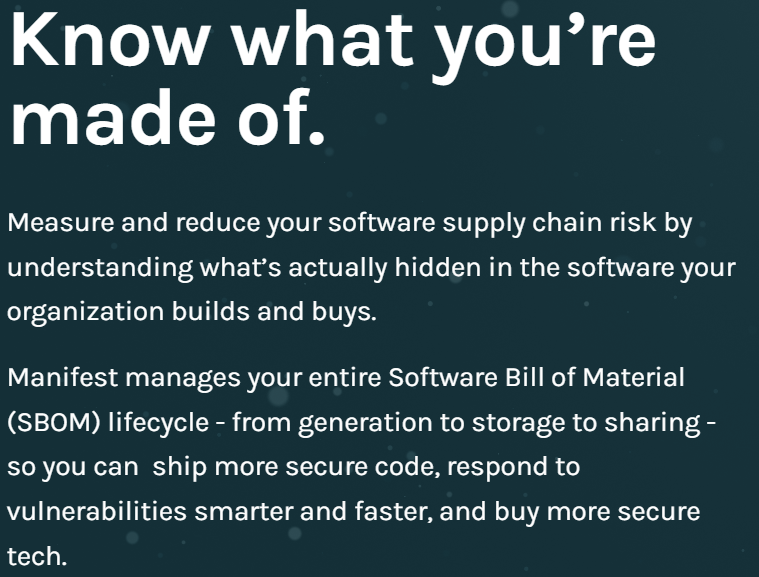 Know what you’re
made of.
Measure and reduce your software supply chain risk by
understanding what’s actually hidden in the software your
organization builds and buys.
Manifest manages your entire Software Bill of Material
(SBOM) lifecycle - from generation to storage to sharing -
so you can  ship more secure code, respond to
vulnerabilities smarter and faster, and buy more secure
tech.